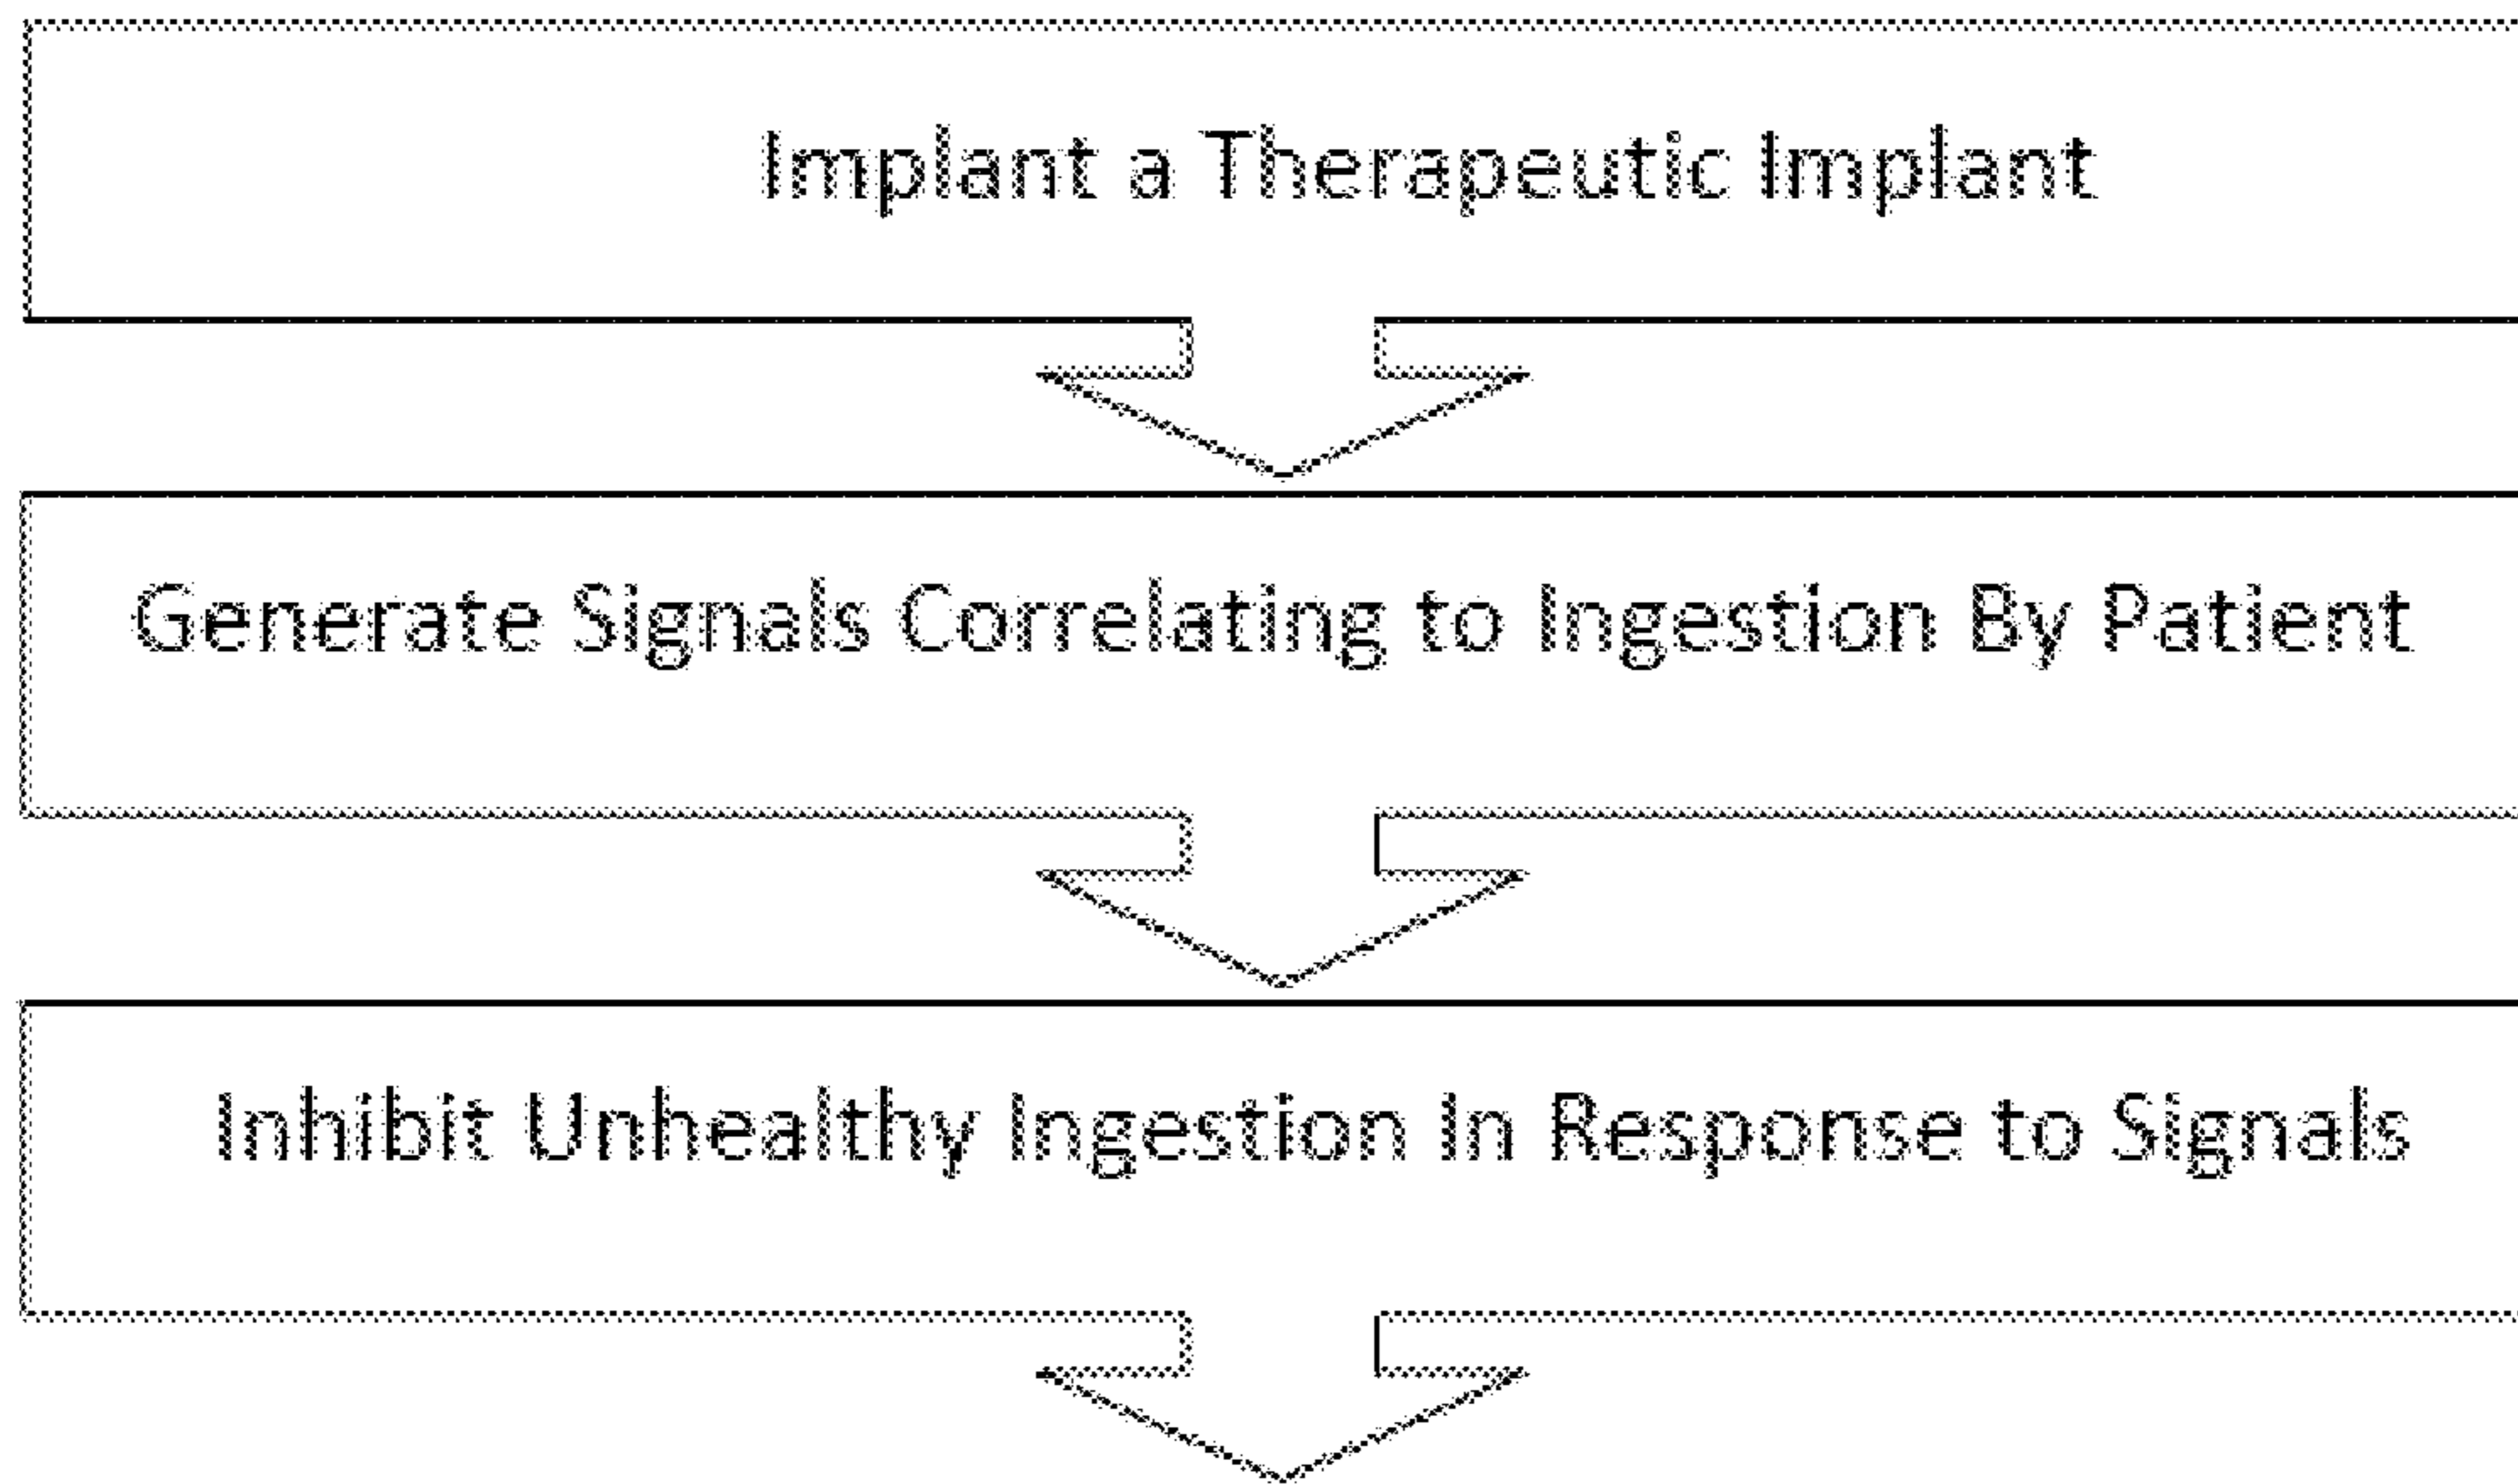 Implant a Therapeutic Implant
Generate Signals Correlating to Ingestion By Patient
Inhibit Unhealthy Ingestion In Response to Signals